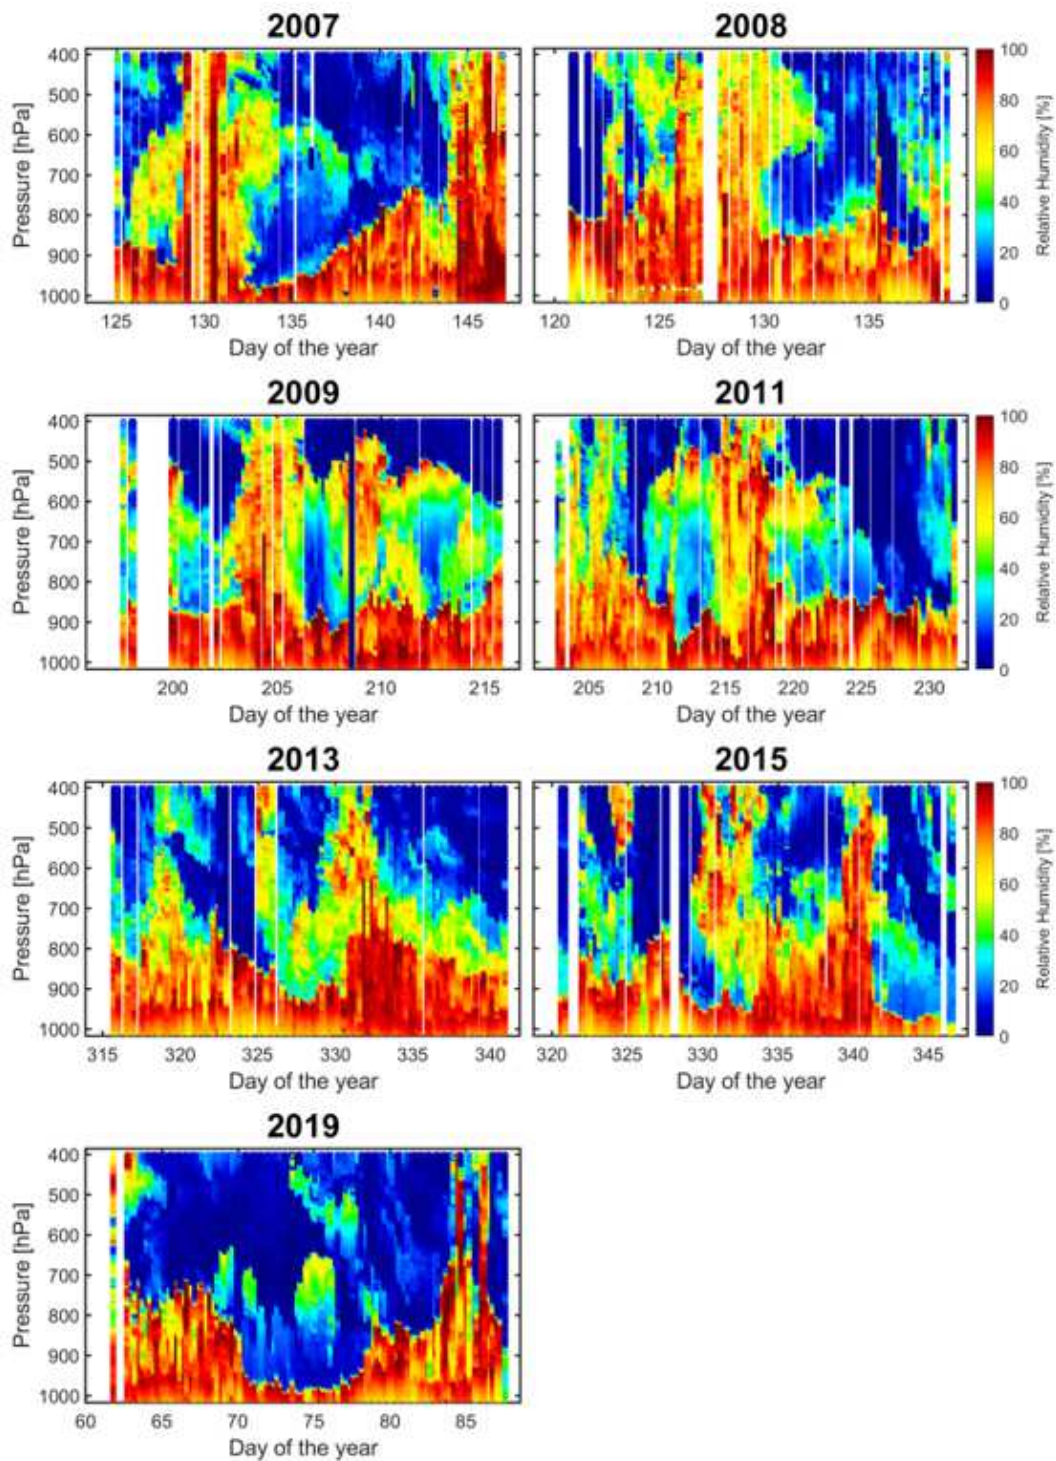 2007 2008
400
500
600
700
800
900
1000
Pressure [hPa]
125 130 135 140 145
Day of the year
120 125 130 135
Day of the year
100
80
60
40
20
0
Relative Humidity [%]
2009 2011
400
500
600
700
800
900
1000
Pressure [hPa]
200 205 210 215
Day of the year
205 210 215 220 225 230
Day of the year
100
80
60
40
20
0
Relative Humidity [%]
2013 2015
400
500
600
700
800
900
1000
Pressure [hPa]
315 320 325 330 335 340
Day of the year
320 325 330 335 340 345
Day of the year
100
80
60
40
20
0
Relative Humidity [%]
2019
400
500
600
700
800
900
1000
Pressure [hPa]
60 65 70 75 80 85
Day of the year